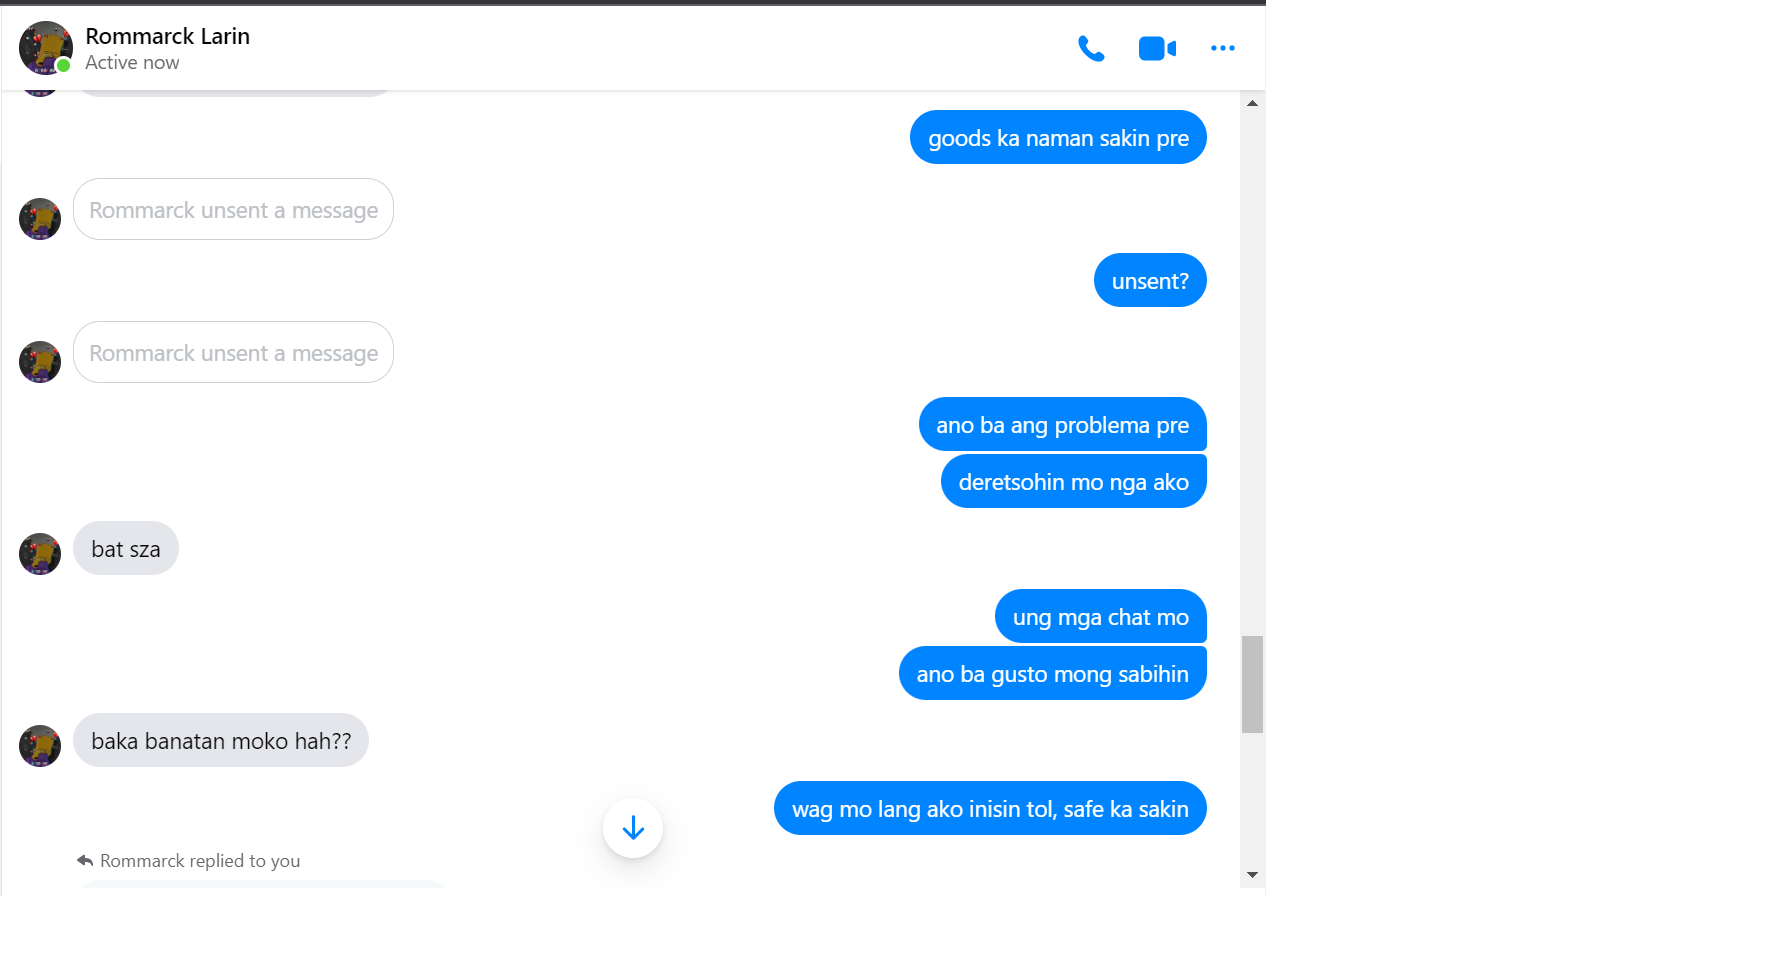 Rommarck Larin
Active now
goods ka naman sakin pre
Rommarck unsent a message
unsent?
Rommarck unsent a message
ano ba ang problema pre
deretsohin mo nga ako
bat sza
ung mga chat mo
ano ba gusto mong sabihin
baka banatan moko hah??
wag mo lang ako inisin tol, safe ka sakin
Rommarck replied to you